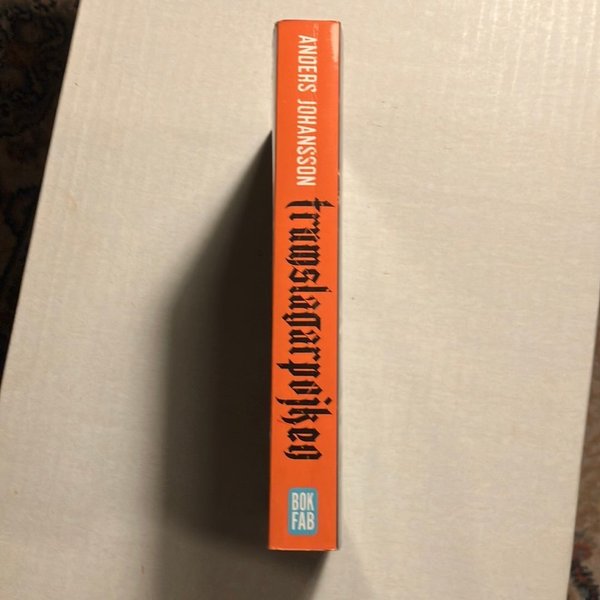 ANDERS JOHANSSON
trumslagarpojken
BOK
FAB